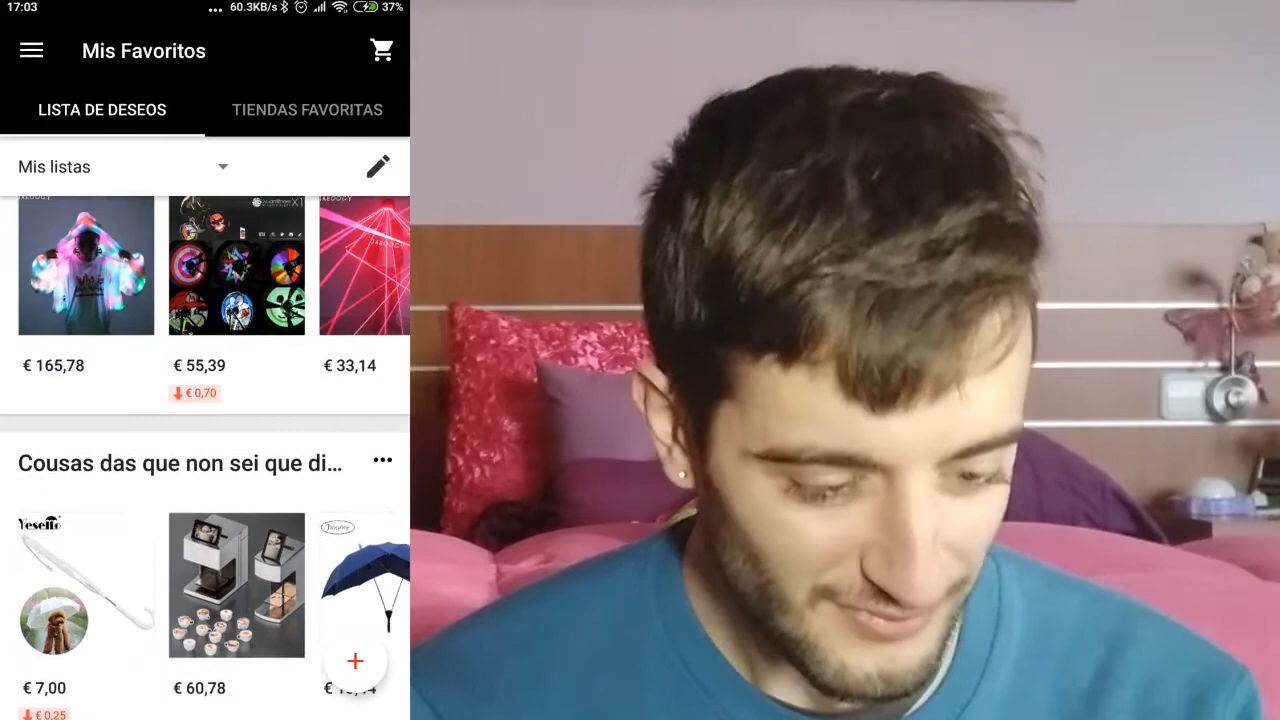 17:03
... 60.3KB/s 37%
Mis Favoritos
LISTA DE DESEOS
TIENDAS FAVORITAS
Mis listas
€ 165,78
€ 55,39
€ 33,14
€ 0,70
Cousas das que non sei que di...
€ 7,00
€ 60,78
€ 0,25